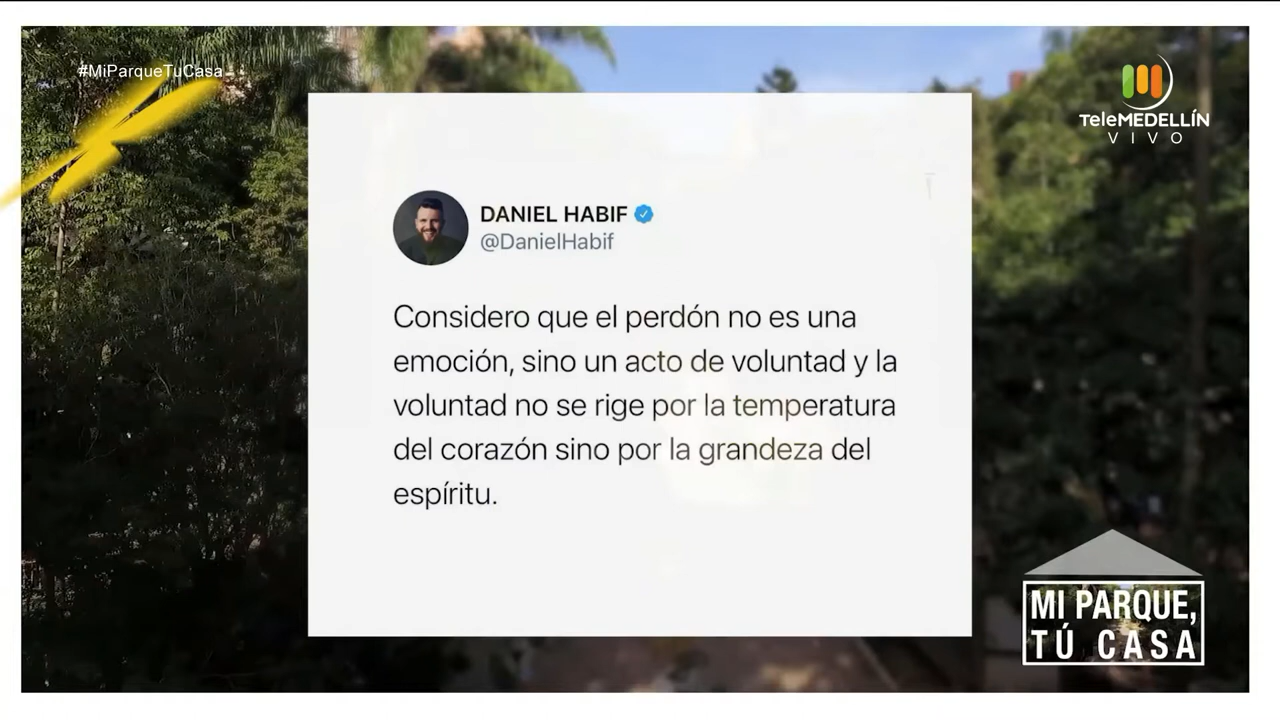 #MiParqueTuCasa
TeleMEDELLÍN
VIVO
DANIEL HABIF
@DanielHabif
Considero que el perdón no es una
emoción, sino un acto de voluntad y la
voluntad no se rige por la temperatura
del corazón sino por la grandeza del
espíritu.
MI PARQUE,
TÚ CASA